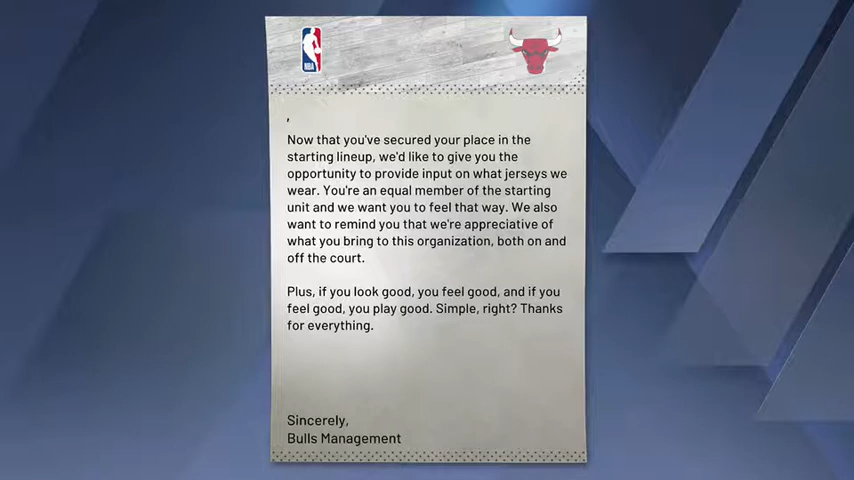 NBA
,
Now that you've secured your place in the
starting lineup, we'd like to give you the
opportunity to provide input on what jerseys we
wear. You're an equal member of the starting
unit and we want you to feel that way. We also
want to remind you that we're appreciative of
what you bring to this organization, both on and
off the court.
Plus, if you look good, you feel good, and if you
feel good, you play good. Simple, right? Thanks
for everything.
Sincerely,
Bulls Management